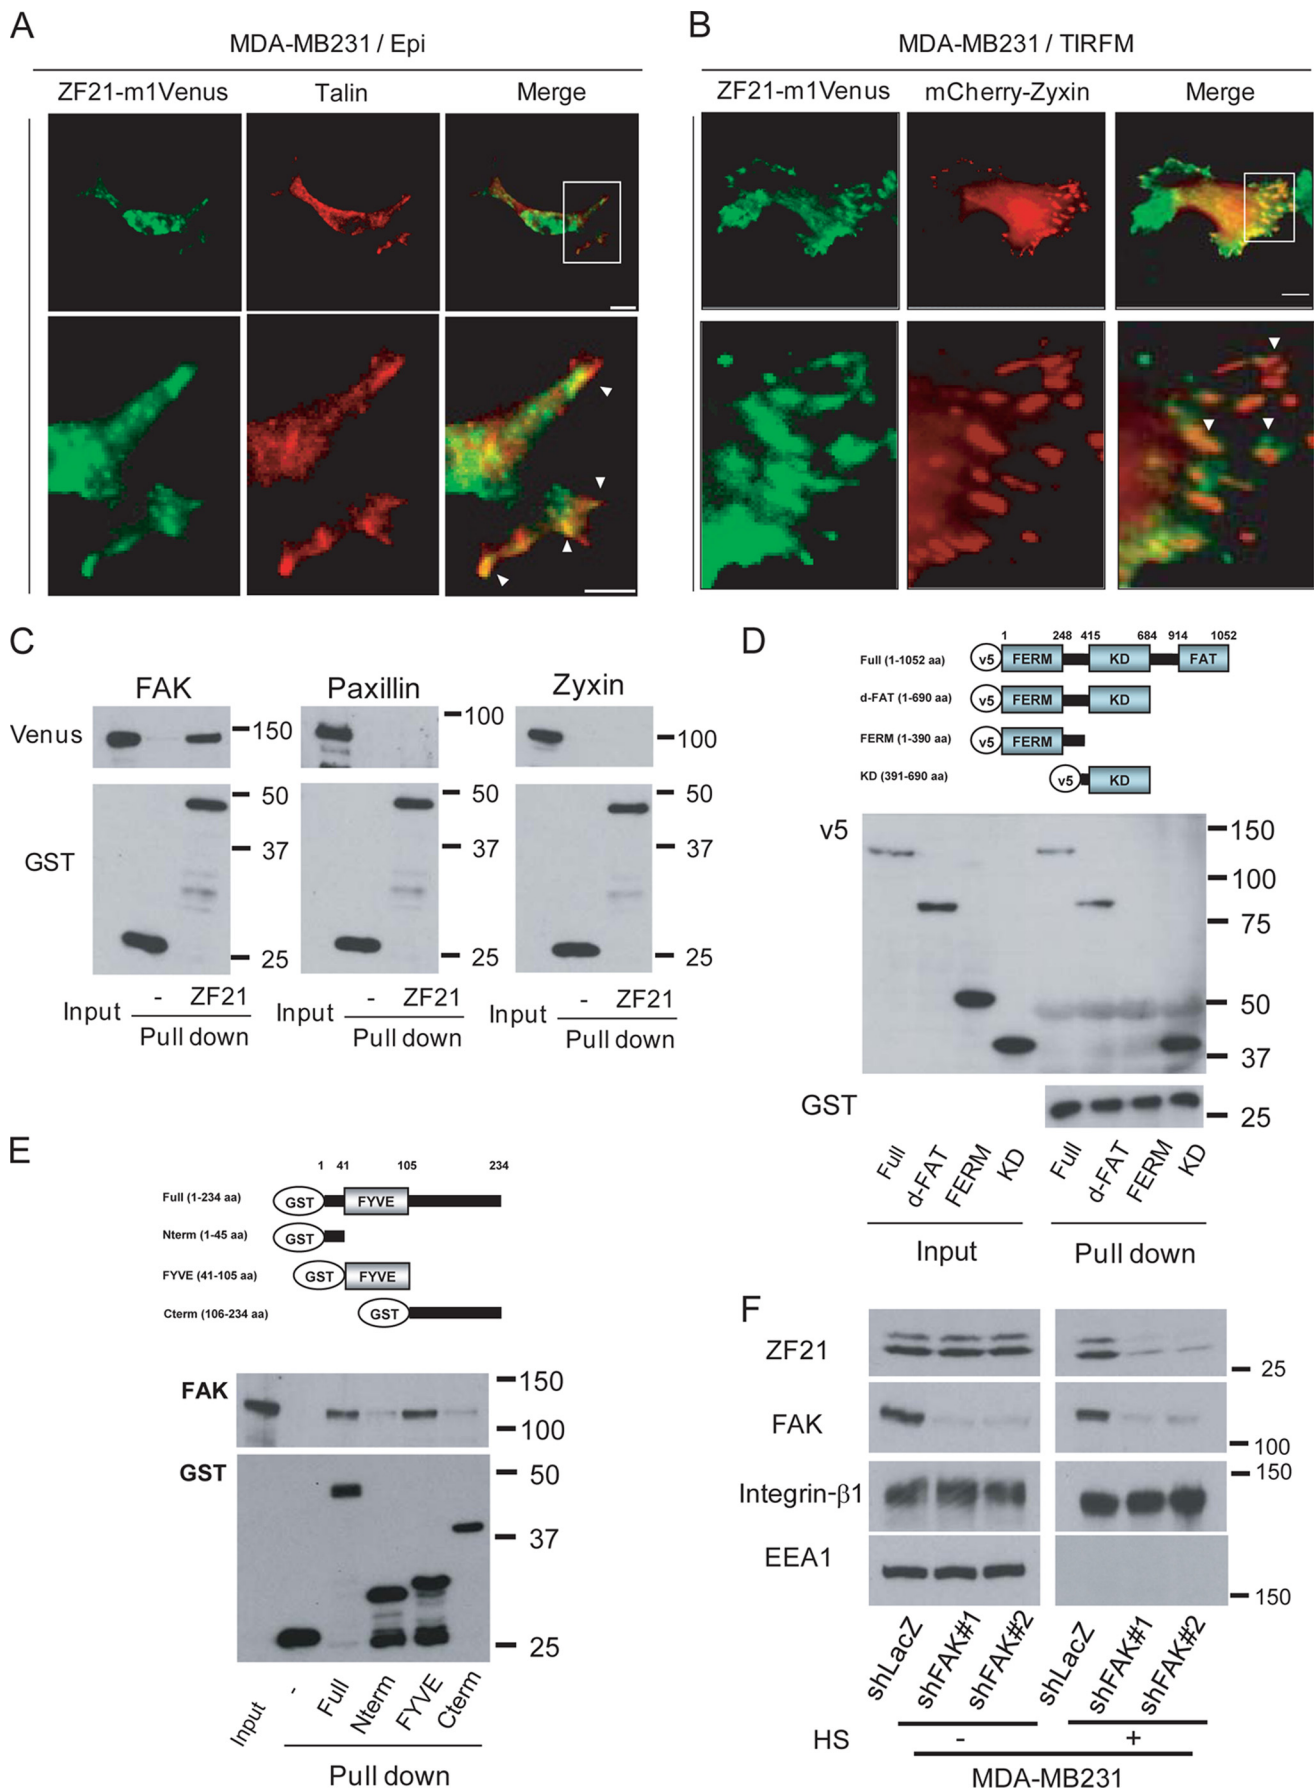 A
MDA-MB231 / Epi
ZF21-m1Venus Talin Merge
B
MDA-MB231 / TIRFM
ZF21-m1Venus mCherry-Zyxin Merge
C
FAK Paxillin Zyxin
Venus 150 100 100
GST
50 50 50
37 37 37
25 25 25
Input - ZF21 Input - ZF21 Input - ZF21
Pull down Pull down Pull down
D
1 248 415 684 914 1052
Full (1-1052 aa) v5 FERM KD FAT
d-FAT (1-690 aa) v5 FERM KD
FERM (1-390 aa) v5 FERM
KD (391-690 aa) v5 KD
v5
150
100
75
50
37
GST 25
Full d-FAT FERM KD Full d-FAT FERM KD
Input Pull down
E
1 41 105 234
Full (1-234 aa) GST FYVE
Nterm (1-45 aa) GST
FYVE (41-105 aa) GST FYVE
Cterm (106-234 aa) GST
FAK 150
100
GST 50
37
25
Input - Full Nterm FYVE Cterm
Pull down
F
ZF21 25
FAK 100
Integrin-β1 150
EEA1 150
shLacZ shFAK#1 shFAK#2 shLacZ shFAK#1 shFAK#2
HS - +
MDA-MB231